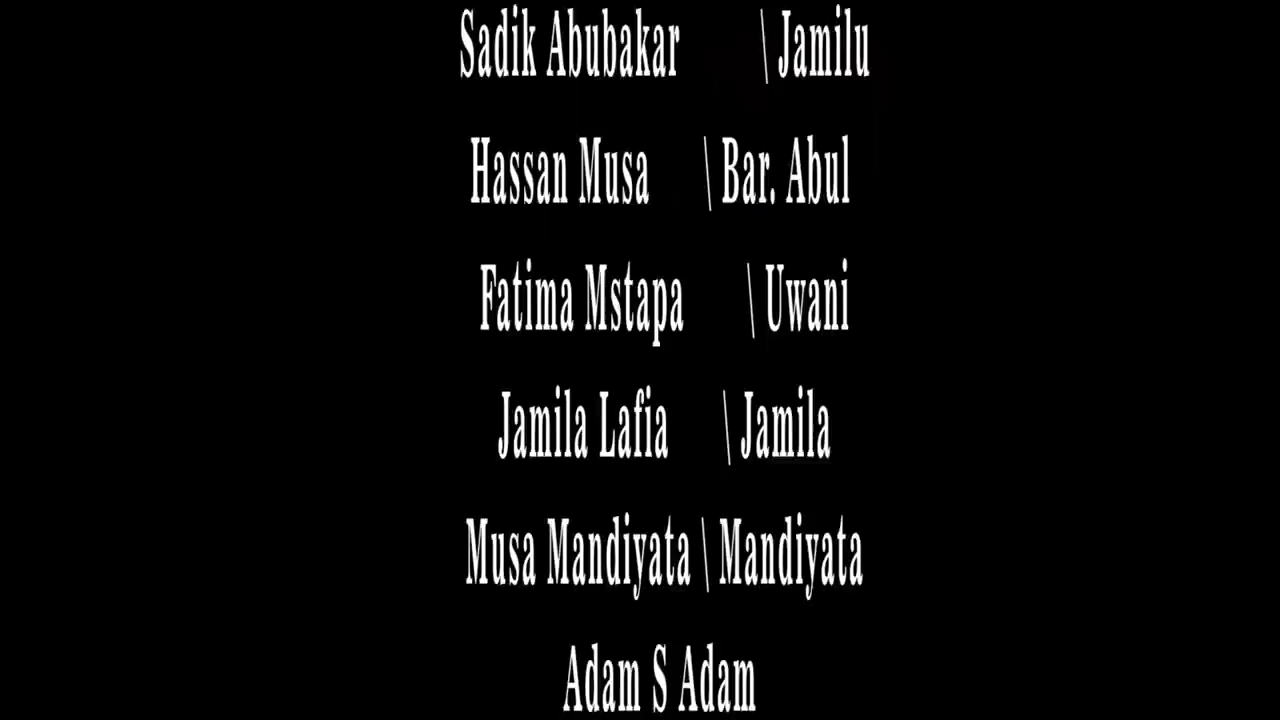 Sadik Abubakar \ Jamilu
Hassan Musa \ Bar. Abul
Fatima Mstapa \ Uwani
Jamila Lafia \ Jamila
Musa Mandiyata \ Mandiyata
Adam S Adam